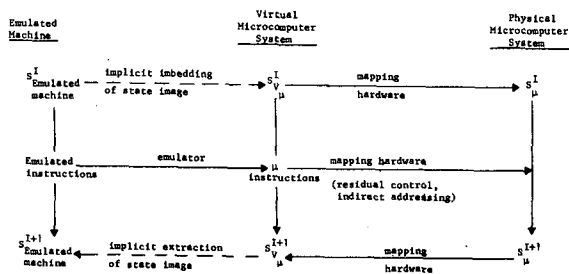 Emulated
Machine
Virtual
Microcomputer
System
Physical
Microcomputer
System
S^I Emulated machine
implicit imbedding
of state image
S^I_Vμ
mapping
hardware
S^I_μ
Emulated
instructions
emulator
μ
instructions
mapping hardware
(residual control,
indirect addressing)
S^I+1 Emulated machine
implicit extraction
of state image
S^I+1_Vμ
mapping
hardware
S^I+1_μ